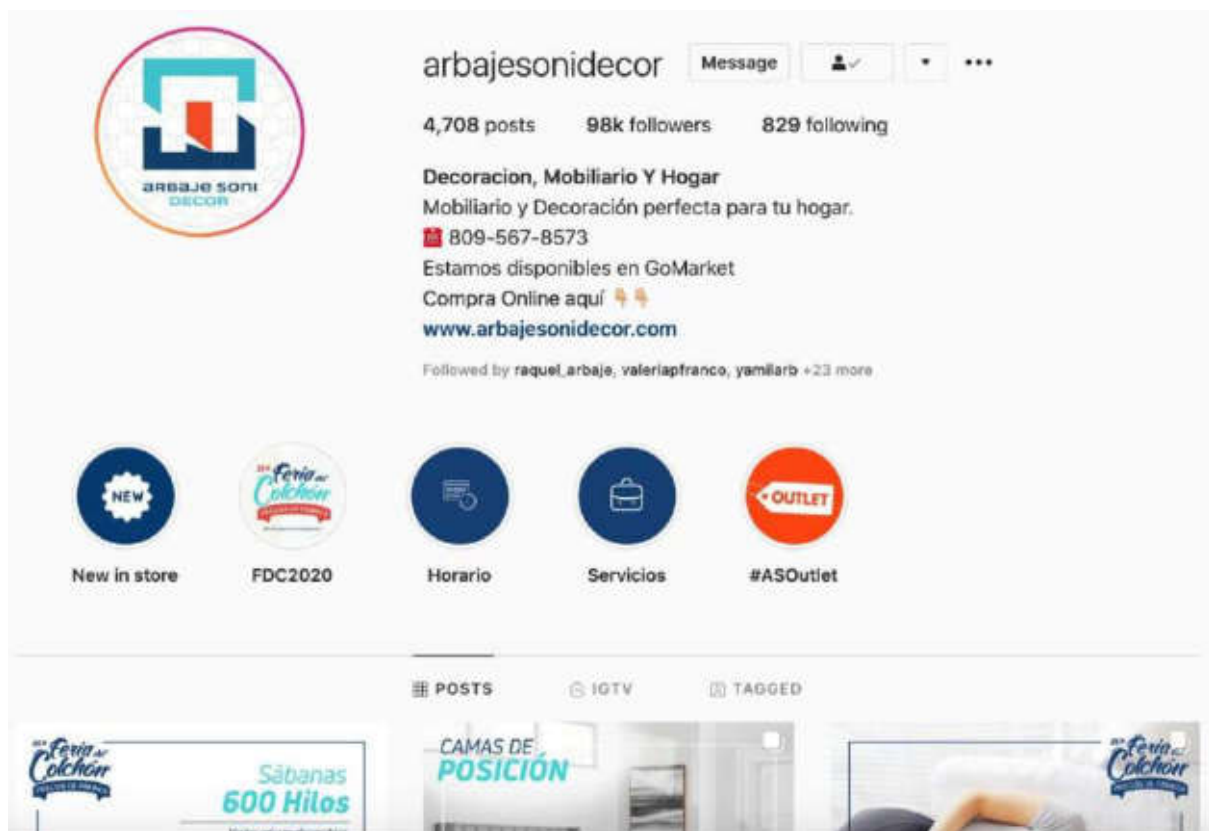 arbaje soni
DECOR
arbajesonidecor Message
4,708 posts 98k followers 829 following
Decoracion, Mobiliario Y Hogar
Mobiliario y Decoración perfecta para tu hogar.
809-567-8573
Estamos disponibles en GoMarket
Compra Online aquí
www.arbajesonidecor.com
Followed by raquel_arbaje, valeriapfranco, yamilarb +23 more
NEW
Feria del
Colchón
OUTLET
New in store FDC2020 Horario Servicios #ASOutlet
POSTS IGTV TAGGED
Feria del
Colchón
Sábanas
600 Hilos
CAMAS DE
POSICIÓN
Feria del
Colchón